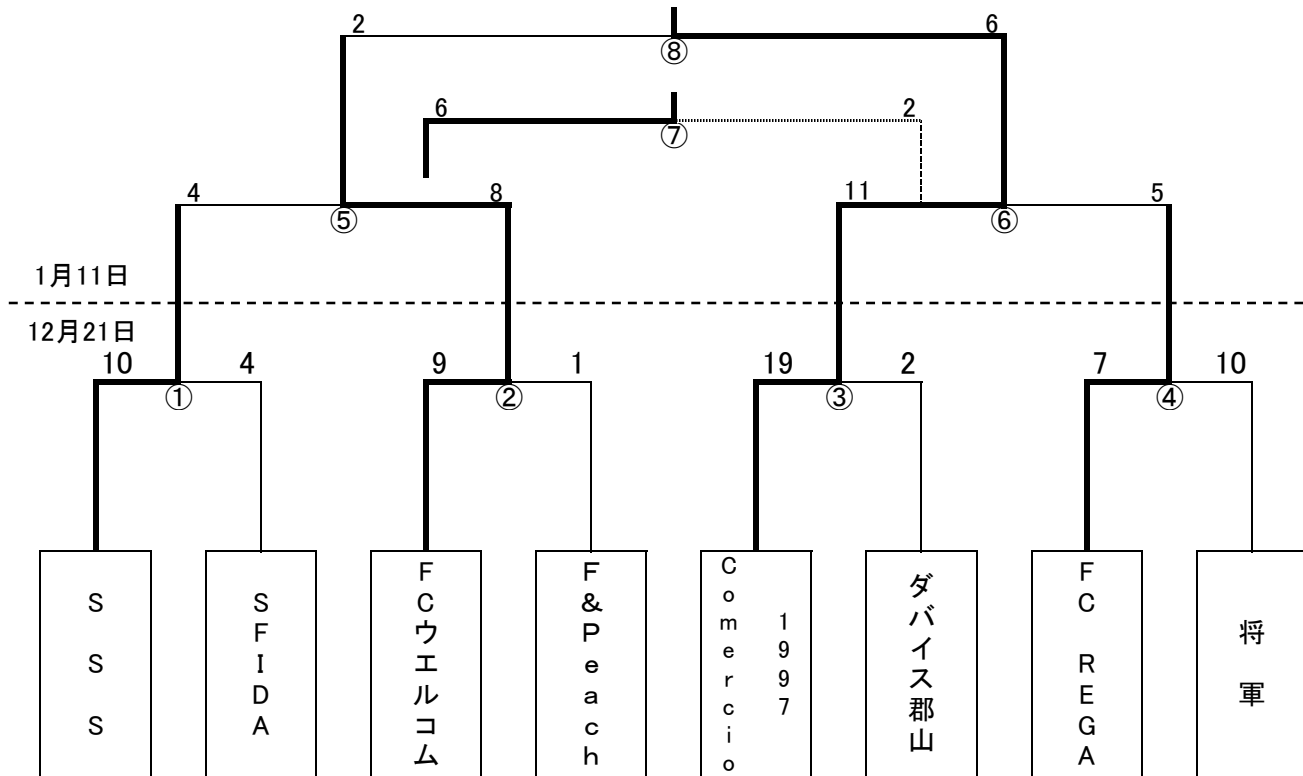 2 6
⑧
6 2
⑦
4 8 11 5
⑤ ⑥
1月11日
12月21日
10 4 9 1 19 2 7 10
① ② ③ ④
SSS
SFIDA
FCウエルコム
F&Peach
Comercio
1997
ダバイス郡山
FC REGA
将軍